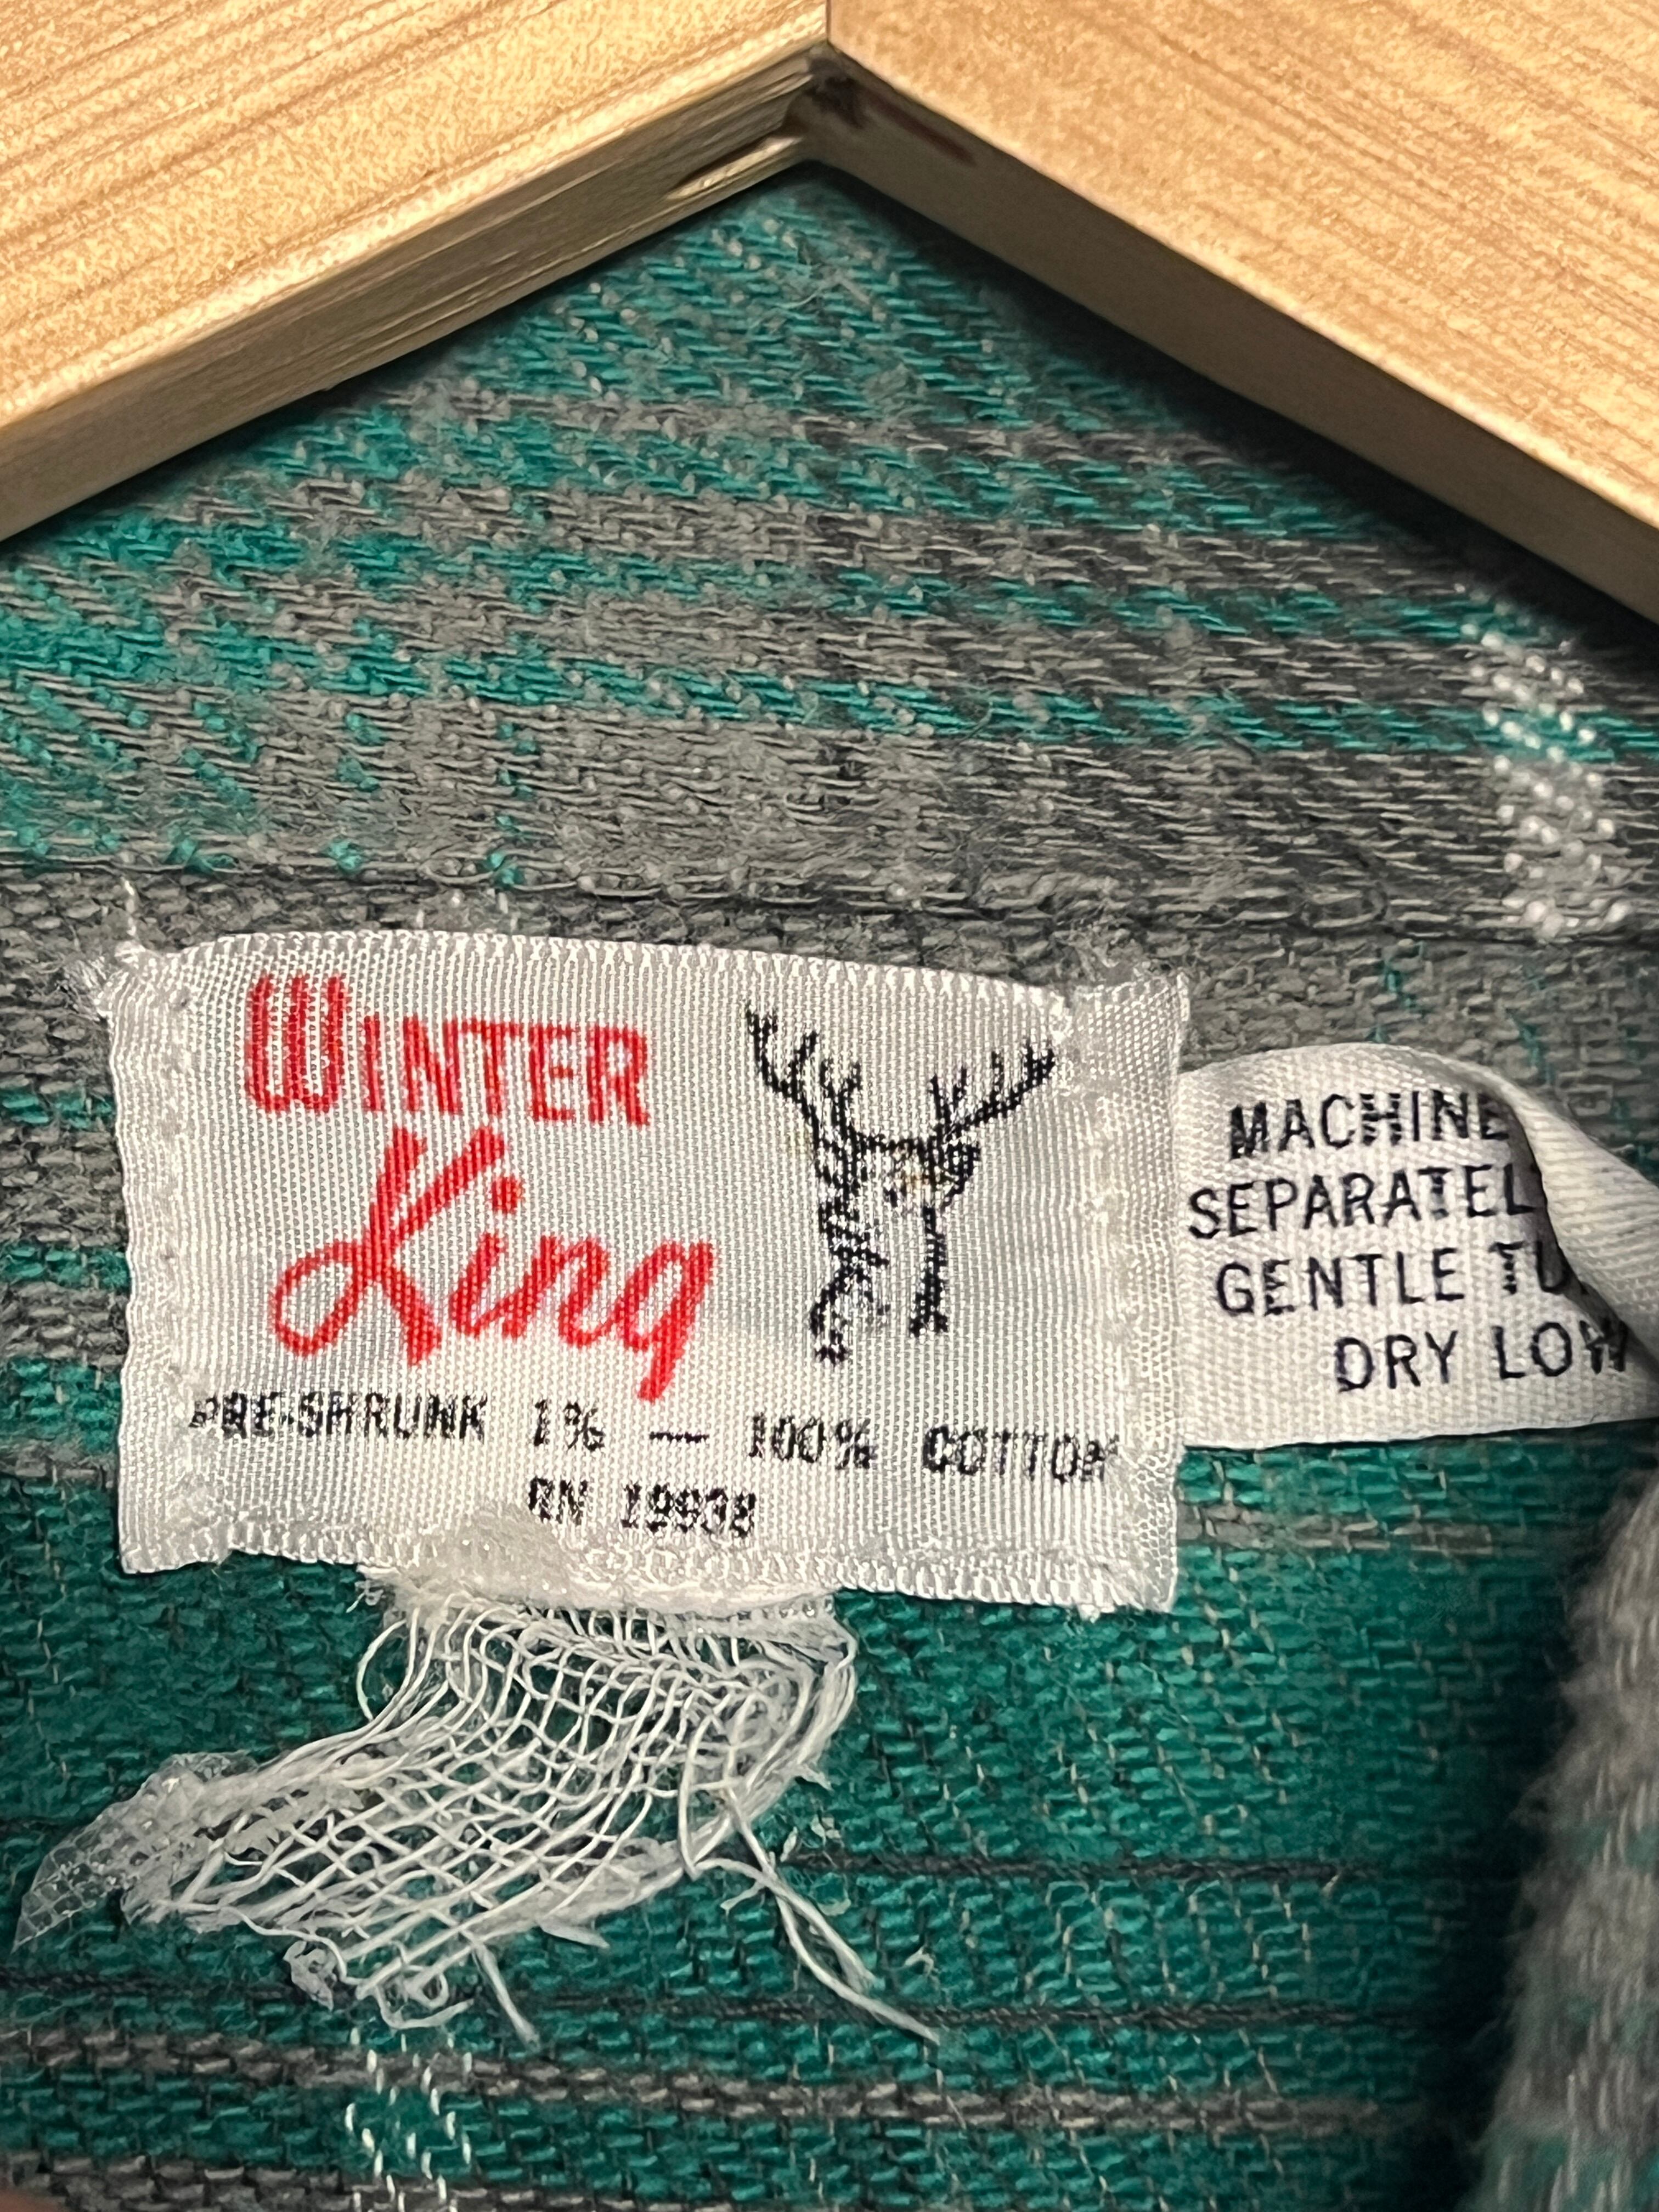 WINTER
King
PRE-SHRUNK 1% — 100% COTTON
RN 19938
MACHINE
SEPARATEL
GENTLE TU
DRY LOW